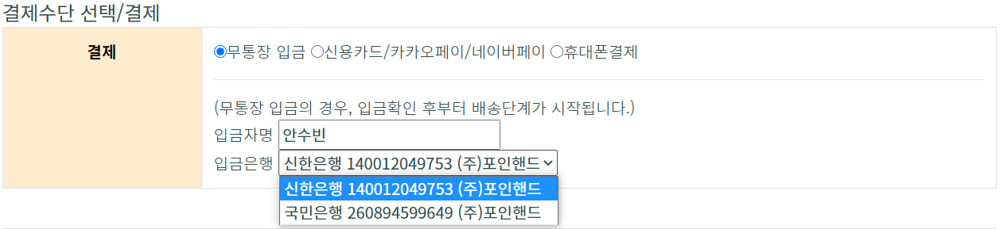 결제수단 선택/결제
결제
무통장 입금 신용카드/카카오페이/네이버페이 휴대폰결제
(무통장 입금의 경우, 입금확인 후부터 배송단계가 시작됩니다.)
입금자명 안수빈
입금은행 신한은행 140012049753 (주)포인핸드
신한은행 140012049753 (주)포인핸드
국민은행 260894599649 (주)포인핸드